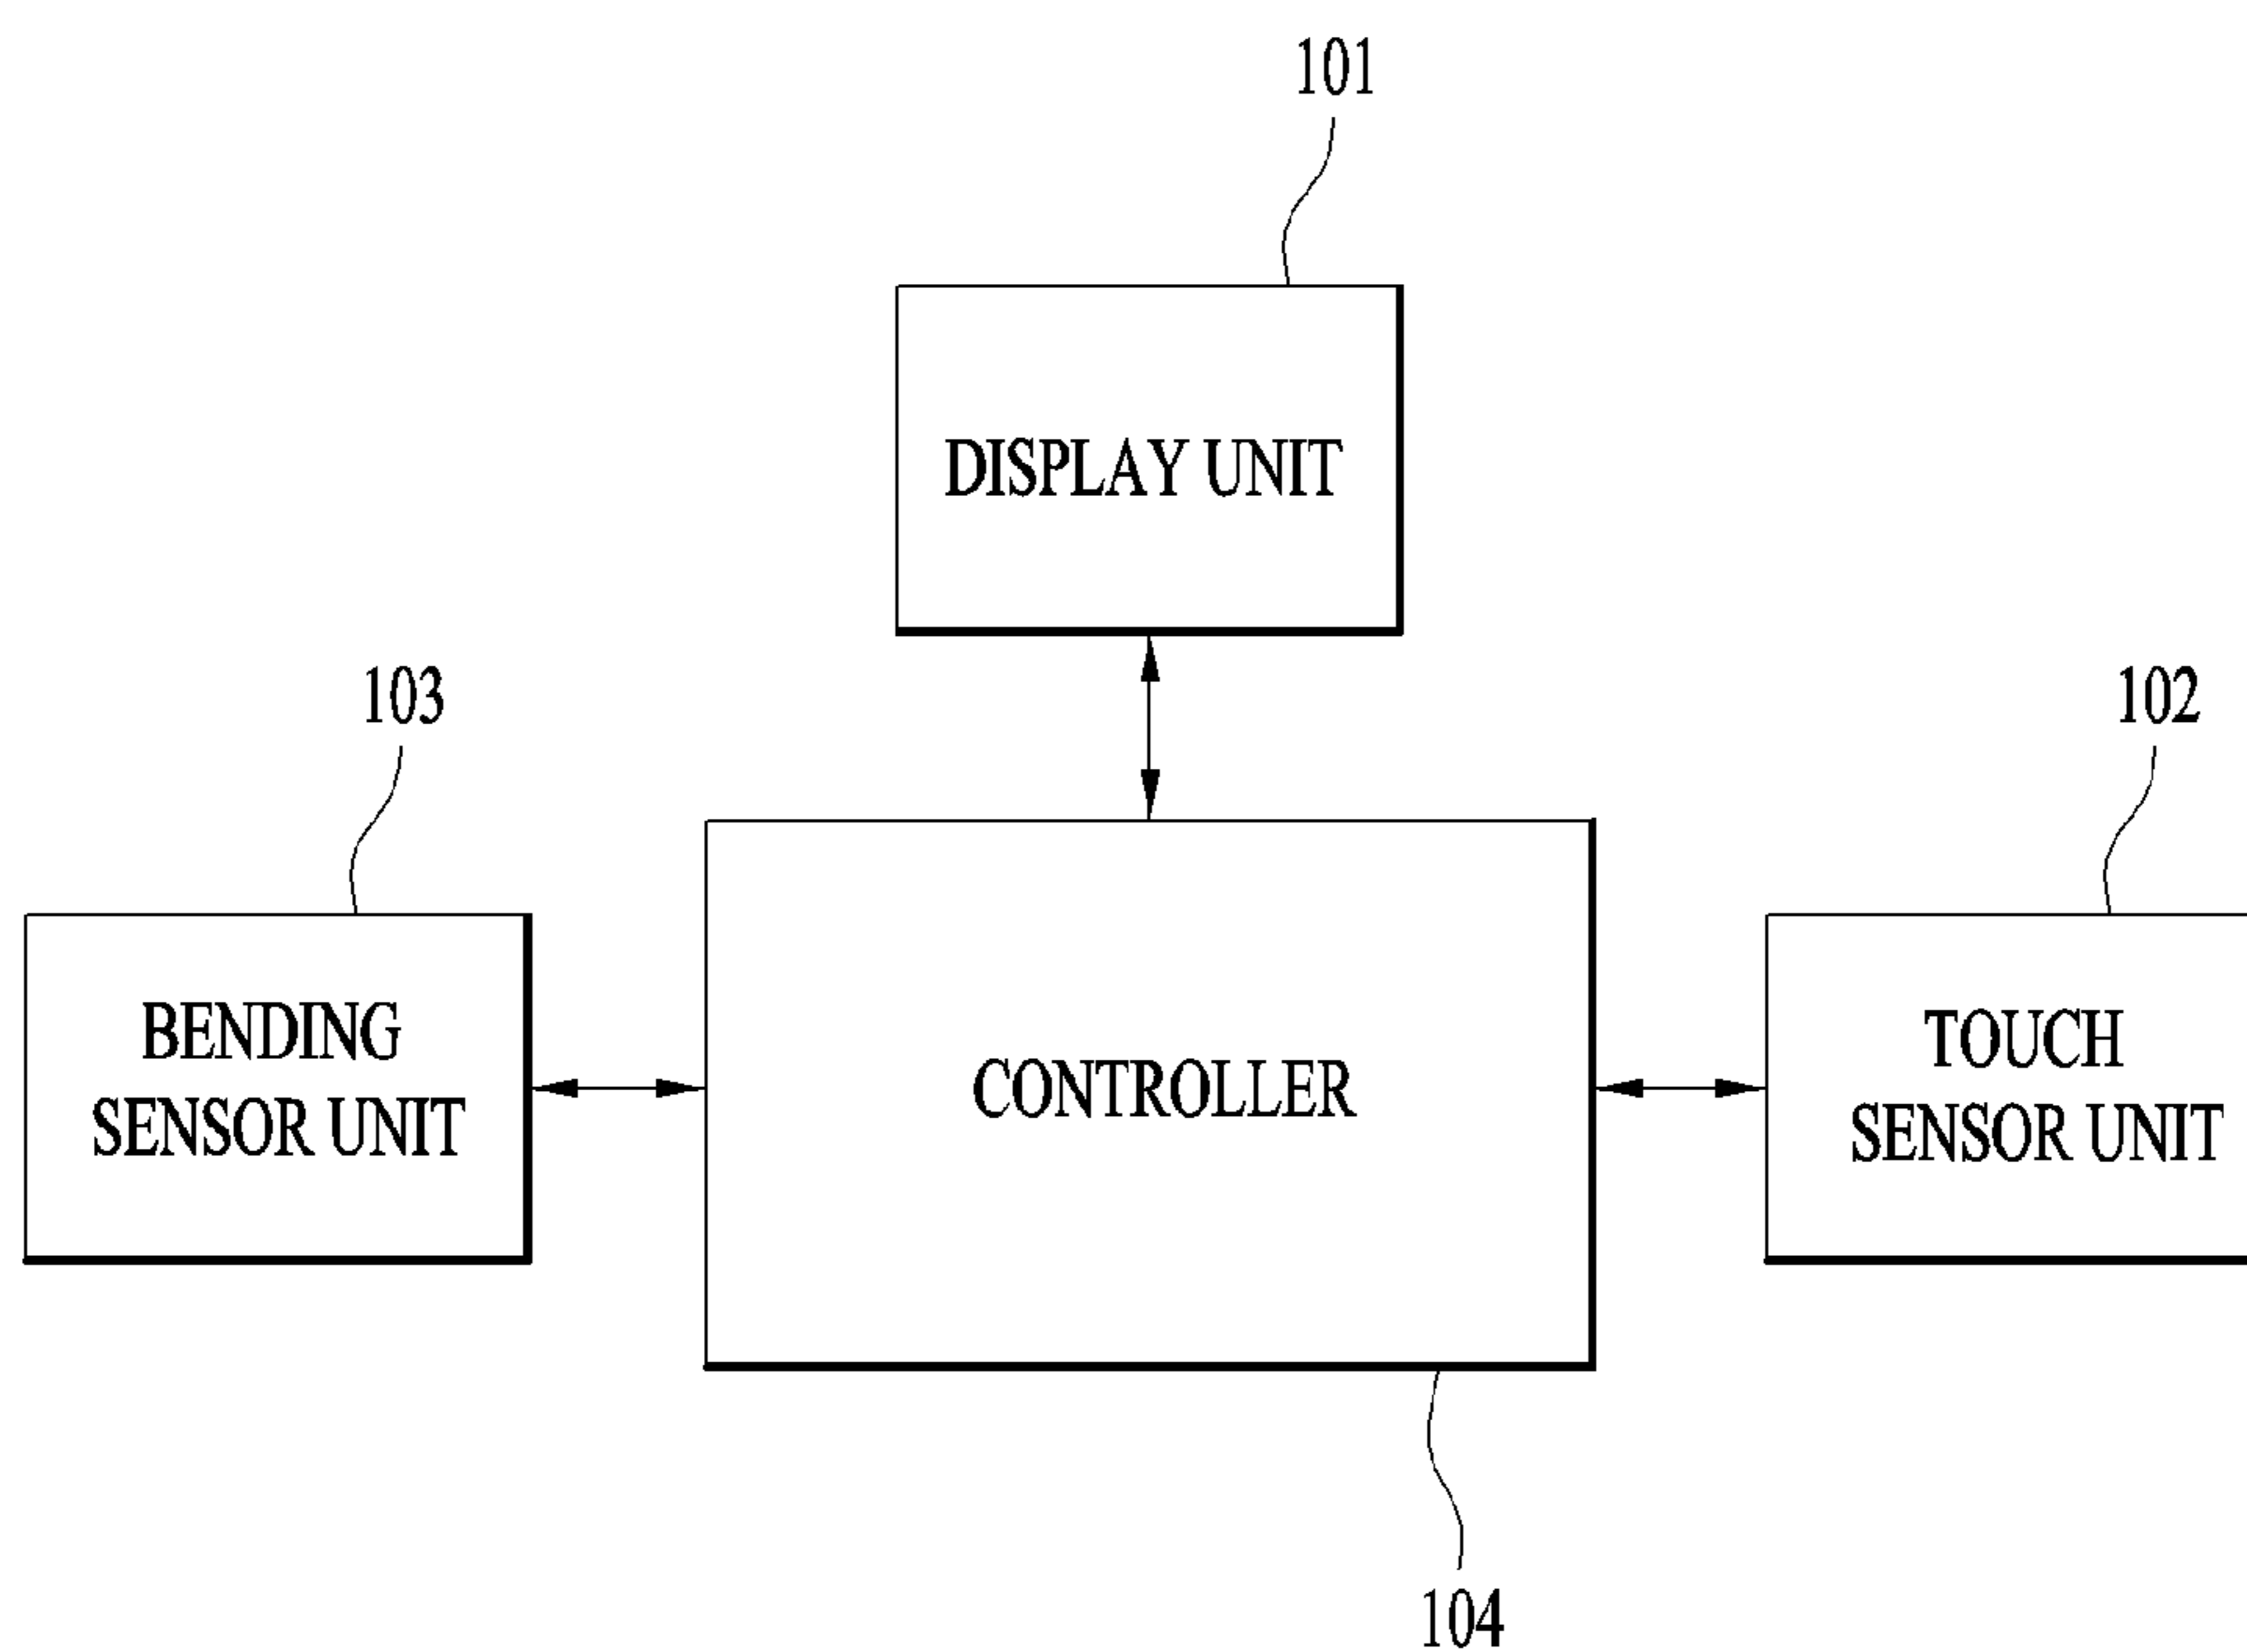 101
DISPLAY UNIT
103
102
BENDING
SENSOR UNIT
CONTROLLER
TOUCH
SENSOR UNIT
104